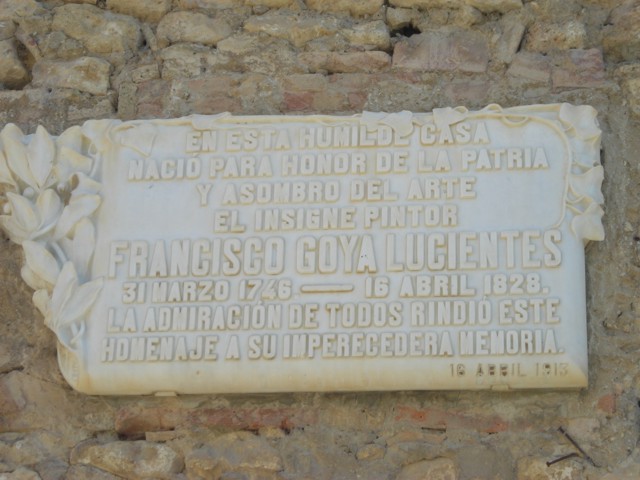 EN ESTA HUMILDE CASA
NACIÓ PARA HONOR DE LA PATRIA
Y ASOMBRO DEL ARTE
EL INSIGNE PINTOR
FRANCISCO GOYA LUCIENTES
31 MARZO 1746 — 16 ABRIL 1828.
LA ADMIRACIÓN DE TODOS RINDIÓ ESTE
HOMENAJE A SU IMPERECEDERA MEMORIA.
ABRIL 1913